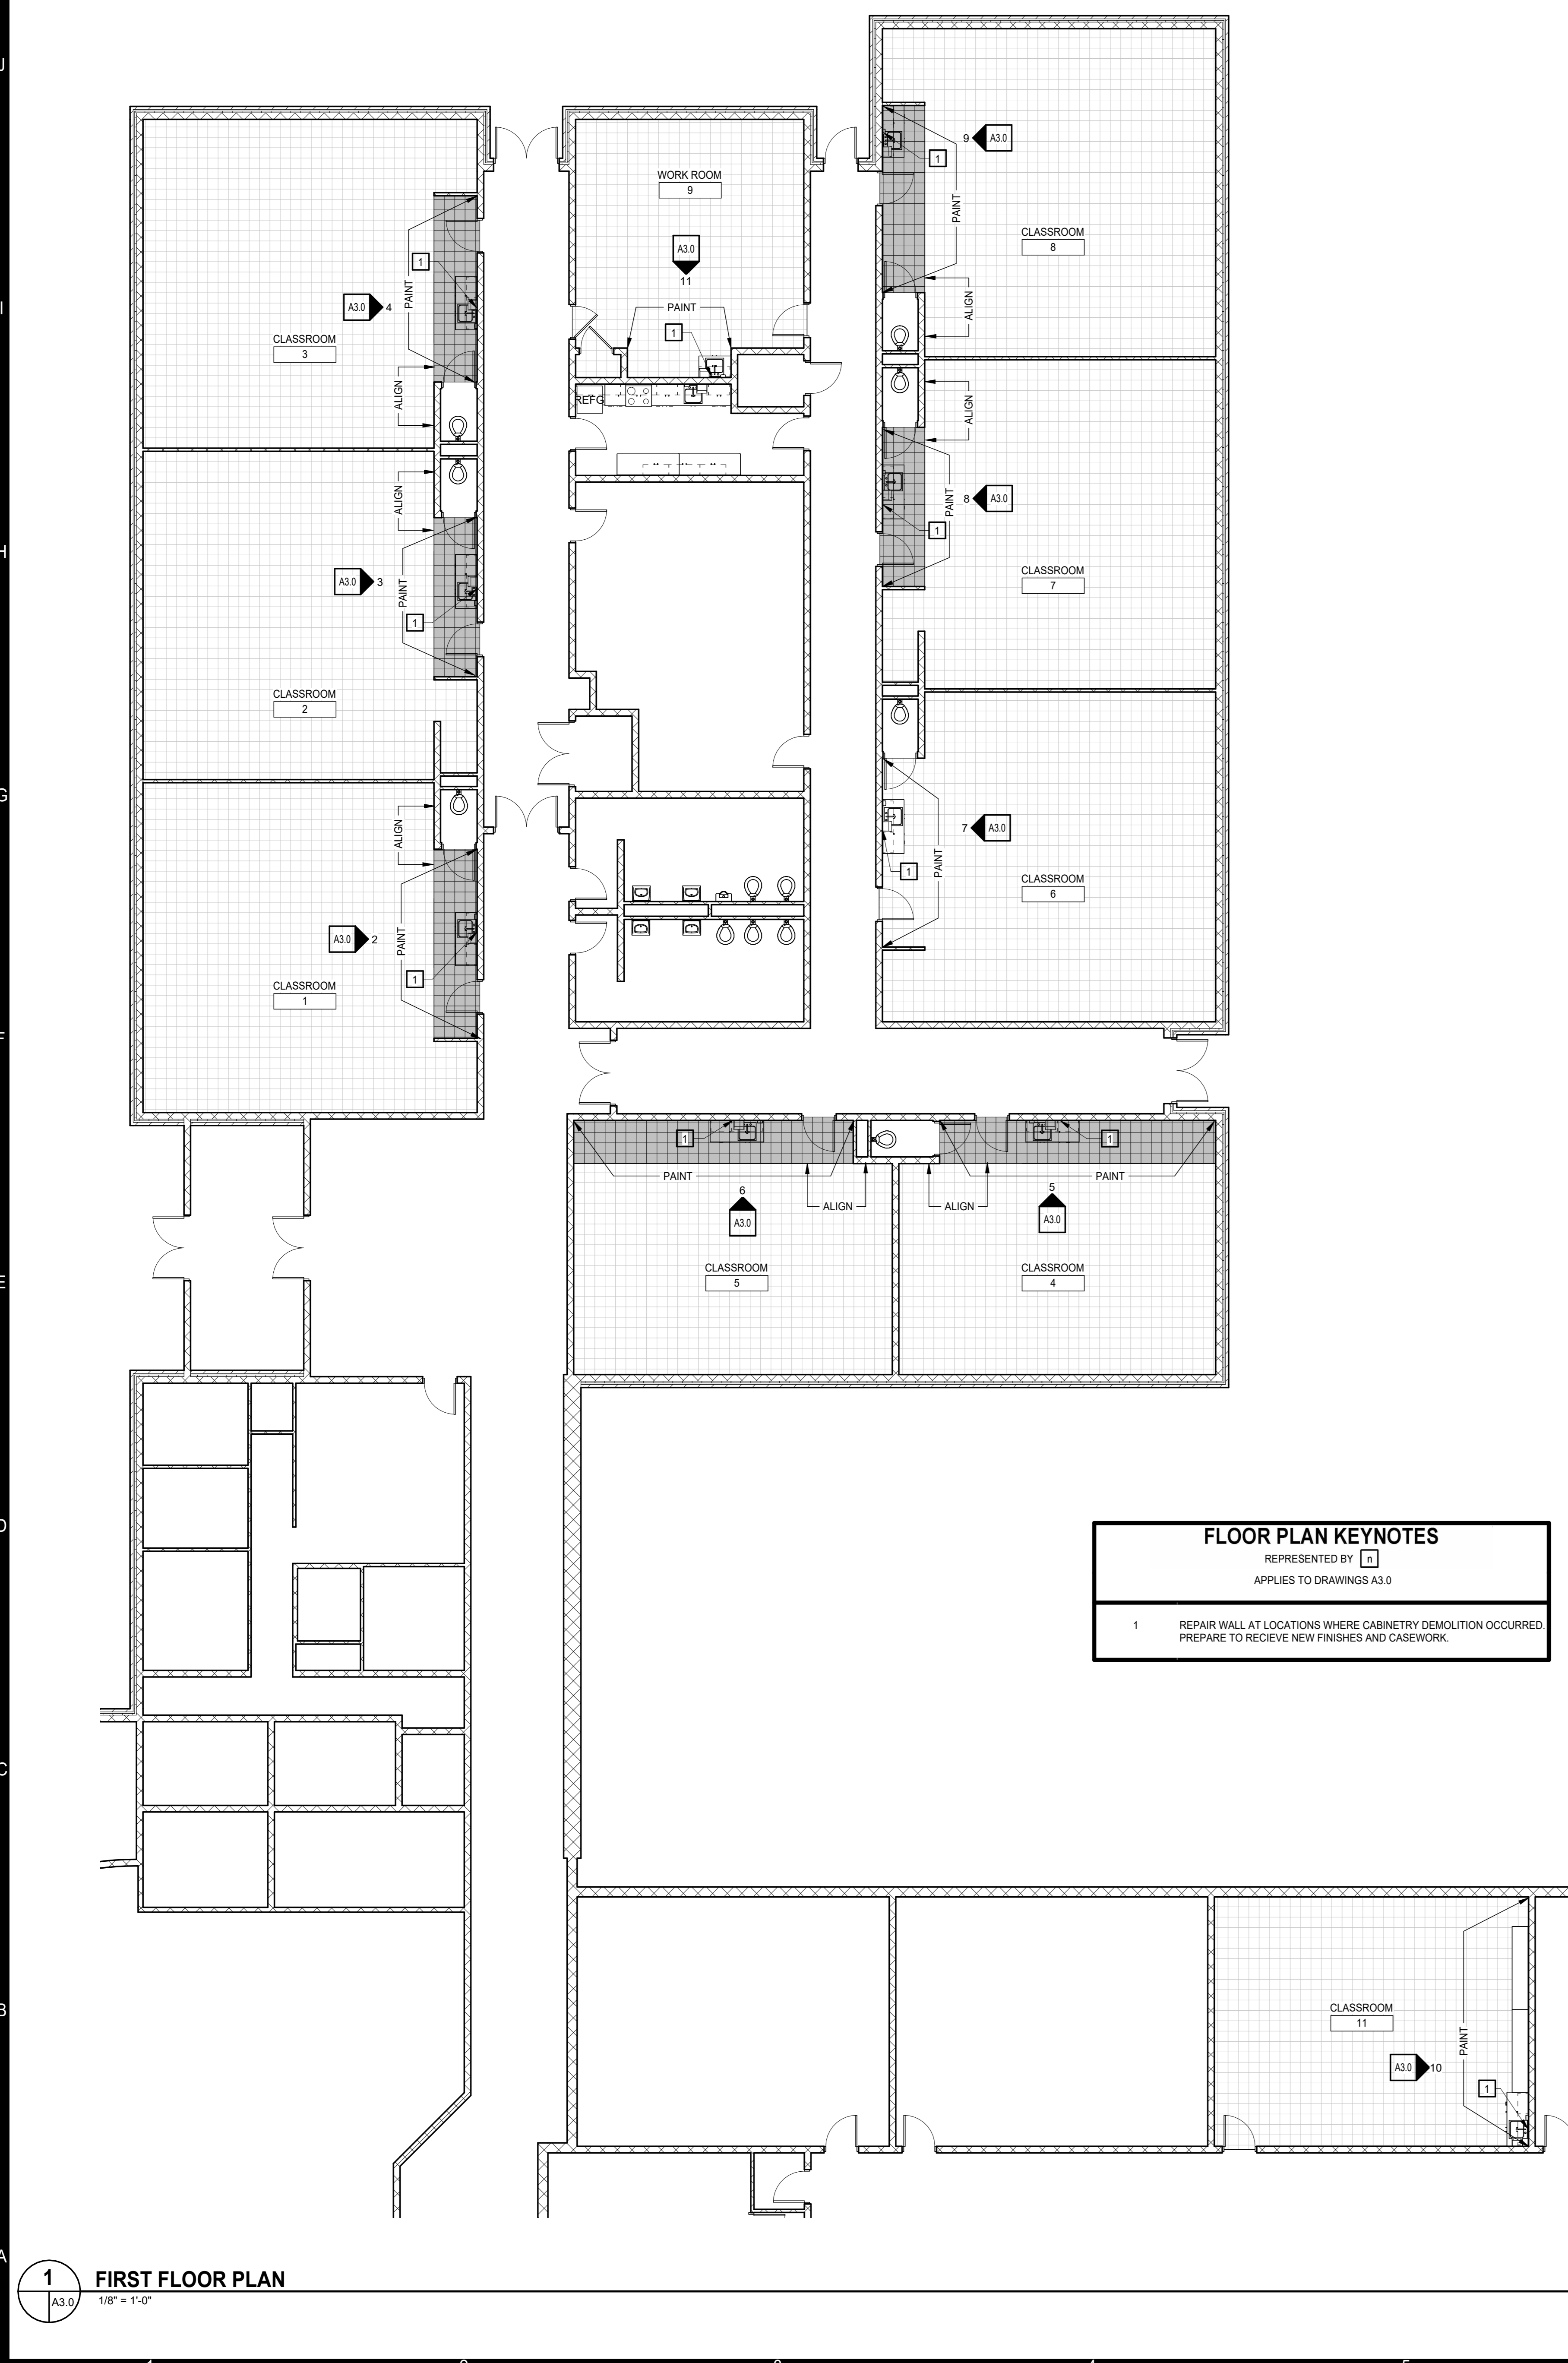 9
A3.0
1
PAINT
CLASSROOM
8
ALIGN
WORK ROOM
9
A3.0
11
PAINT
1
REFG
1
A3.0
4
PAINT
CLASSROOM
3
ALIGN
ALIGN
A3.0
3
PAINT
1
CLASSROOM
2
ALIGN
PAINT
8
A3.0
1
CLASSROOM
7
ALIGN
A3.0
2
PAINT
1
CLASSROOM
1
7
A3.0
1
PAINT
CLASSROOM
6
1
PAINT
6
A3.0
ALIGN
CLASSROOM
5
1
PAINT
5
A3.0
ALIGN
CLASSROOM
4
FLOOR PLAN KEYNOTES
REPRESENTED BY n
APPLIES TO DRAWINGS A3.0
1 REPAIR WALL AT LOCATIONS WHERE CABINETRY DEMOLITION OCCURRED.
PREPARE TO RECIEVE NEW FINISHES AND CASEWORK.
CLASSROOM
11
PAINT
A3.0
10
1
1
A3.0
FIRST FLOOR PLAN
1/8" = 1'-0"